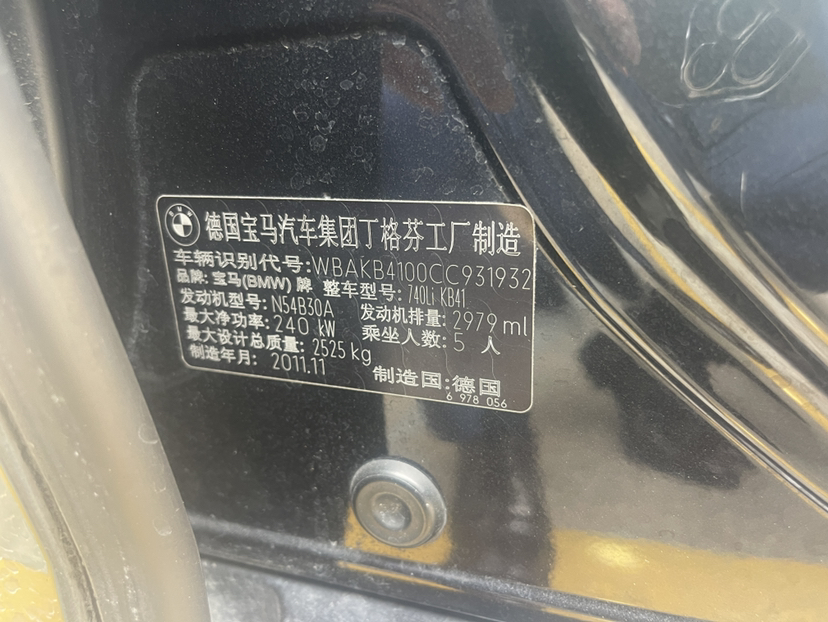 德国宝马汽车集团丁格芬工厂制造
车辆识别代号:WBAKB4100CC931932
品牌: 宝马(BMW) 牌 整车型号: 740Li KB41
发动机型号: N54B30A 发动机排量: 2979 ml
最大净功率: 240 kW 乘坐人数: 5 人
最大设计总质量: 2525 kg
制造年月: 2011.11 制造国:德国
6 978 056